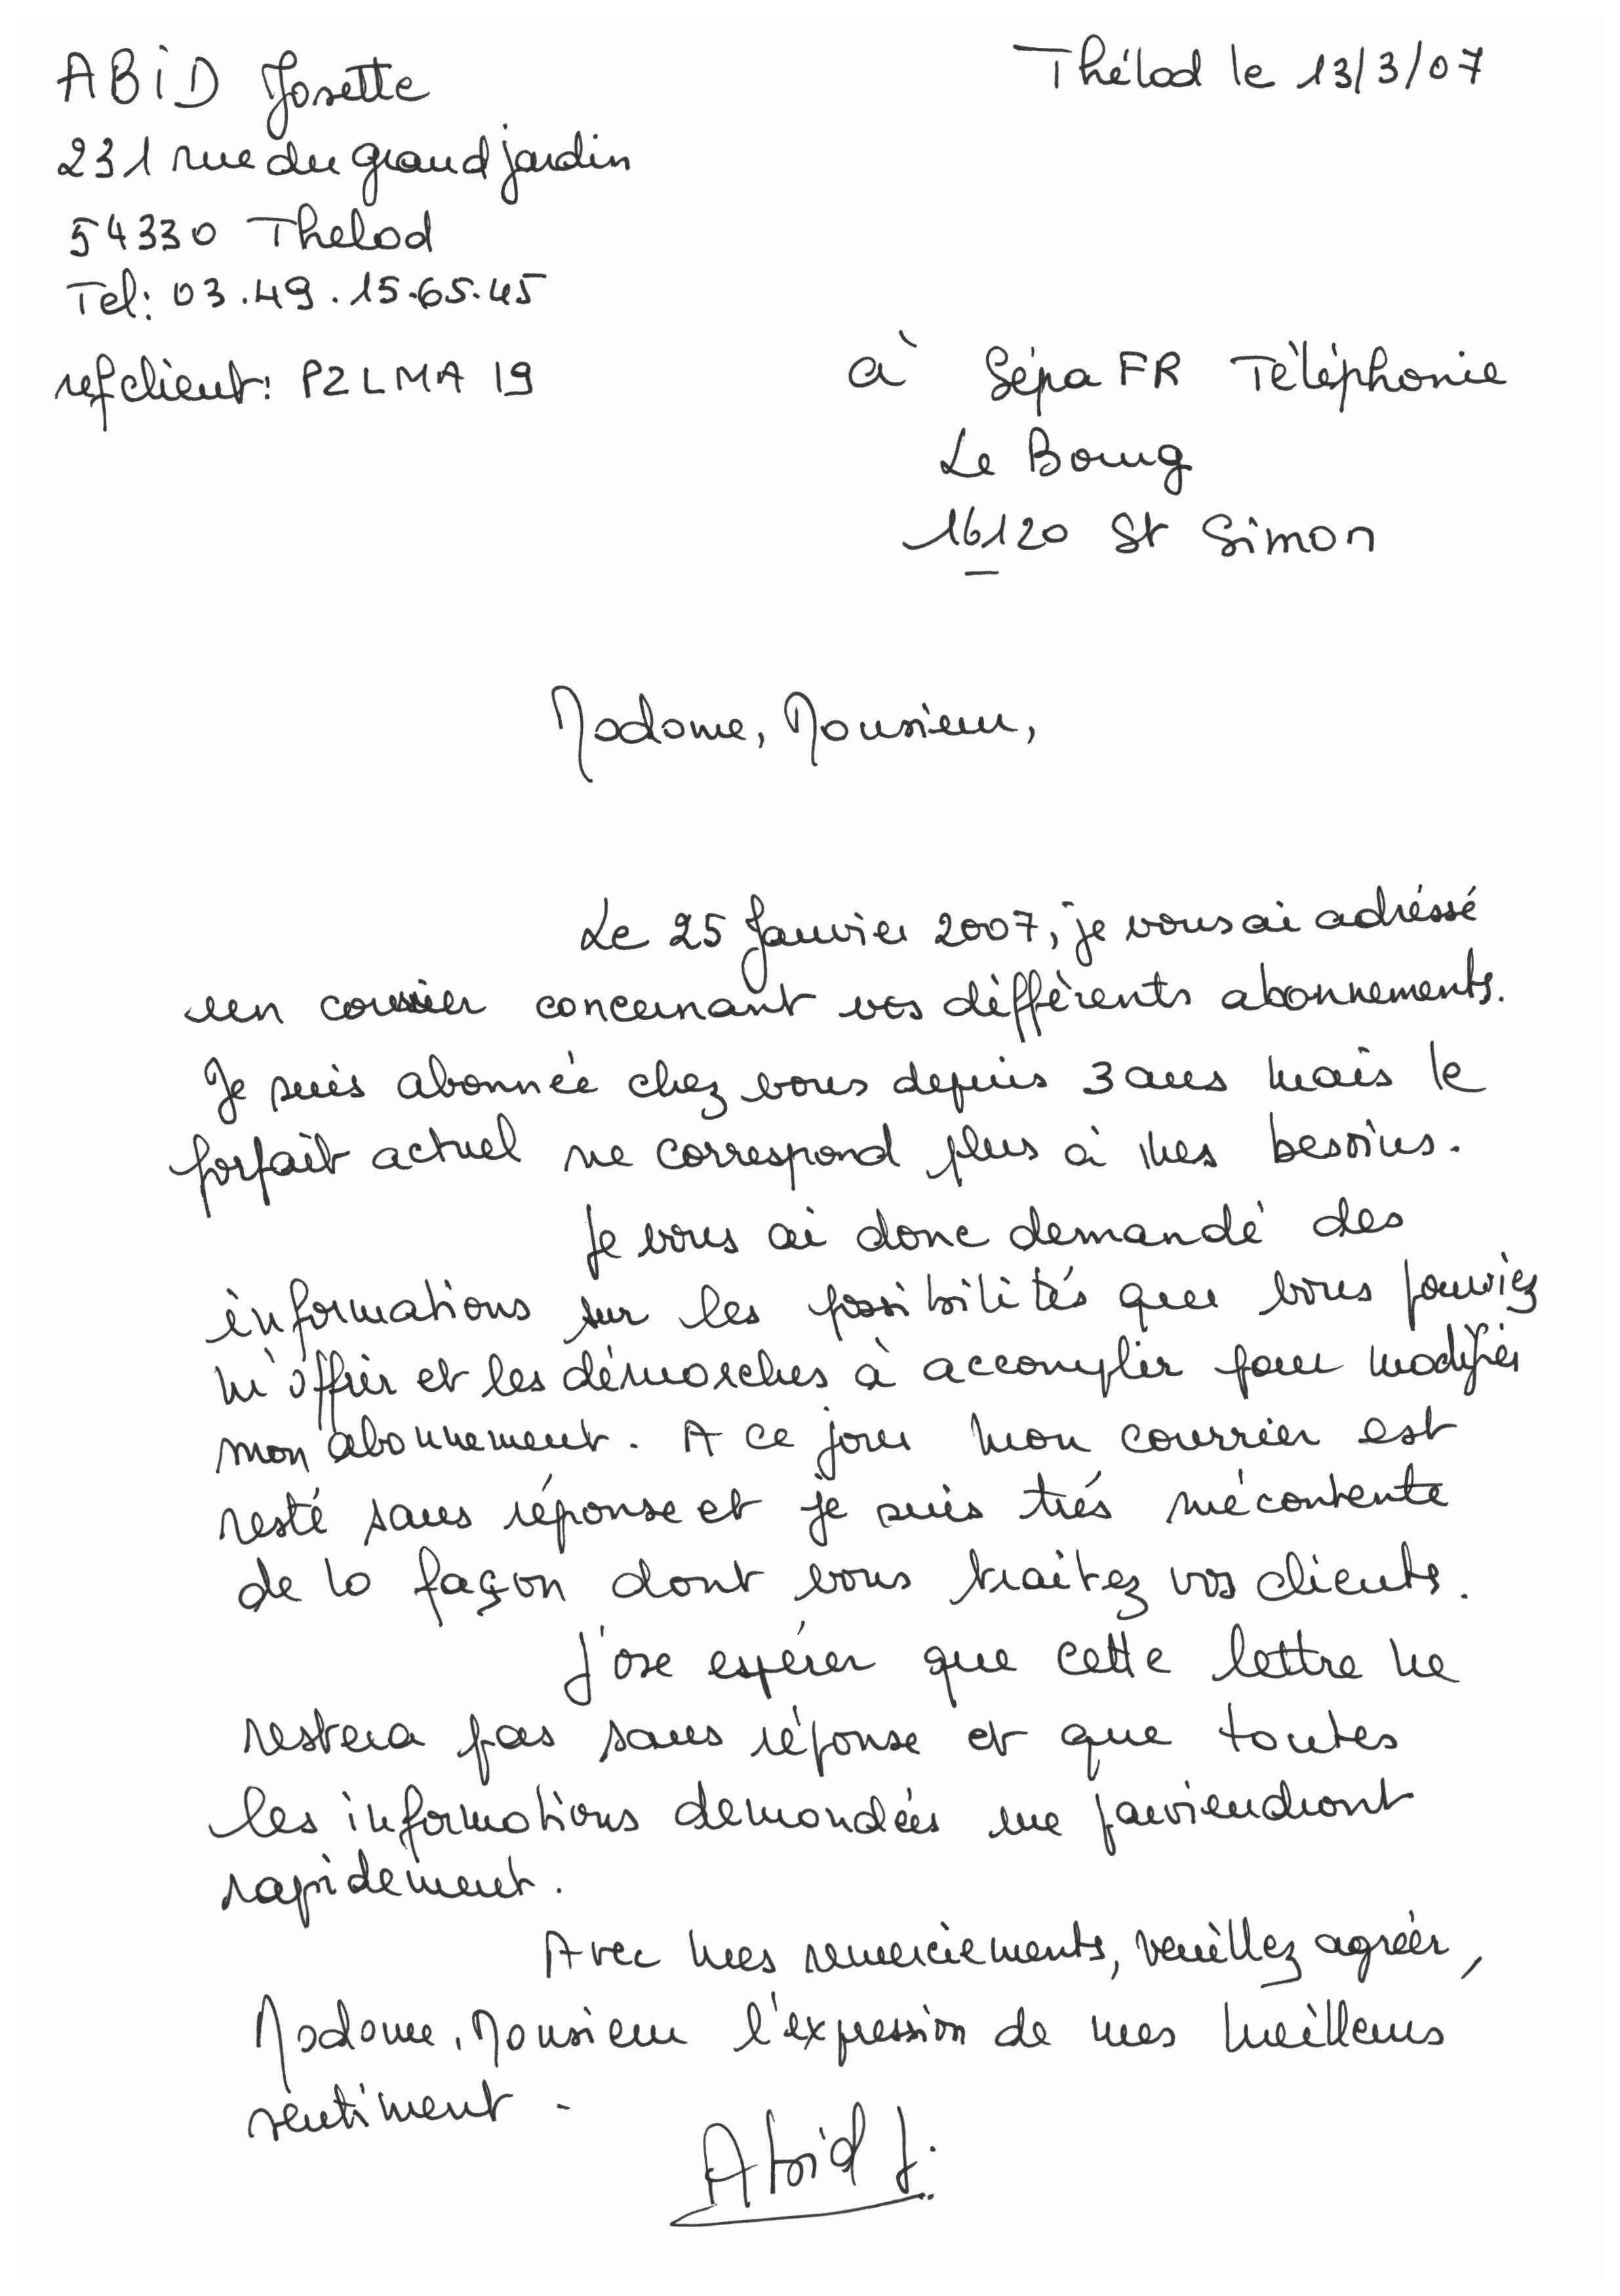 ABiD Josette
Thélod le 13/3/07
231 rue du grand jardin
54330 Thelod
Tel: 03.49.15.65.45
ref client: P2LMA19
à SépaFR Téléphonie
Le Bourg
16120 St Simon
Madame, Monsieur,
Le 25 Janvier 2007, je vous ai adréssé
un courrier concernant vos différents abonnements.
Je suis abonnée chez vous depuis 3 ans mais le
forfait actuel ne correspond plus à mes besoins.
Je vous ai donc demandé des
informations sur les possibilités que vous pouviez
m'offrir et les démarches à accomplir pour modifier
mon abonnement. A ce jour mon courrier est
resté sans réponse et je suis trés mécontente
de la façon dont vous traitez vos clients.
J'ose espérer que cette lettre ne
restera pas sans réponse et que toutes
les informations demandées me parviendront
rapidement.
Avec mes remerciements, veuillez agréer,
Madame, Monsieur l'expression de mes meilleurs
sentiment.
Abid J.